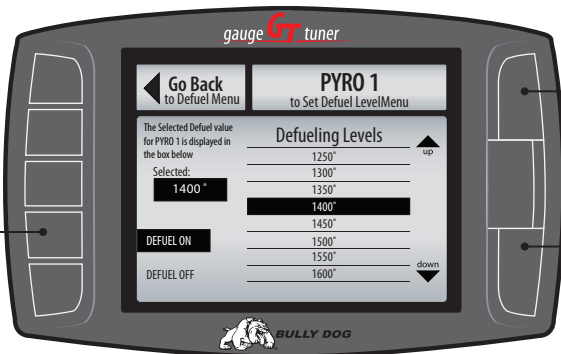 gauge GT tuner
Go Back
to Defuel Menu
PYRO 1
to Set Defuel LevelMenu
The Selected Defuel value
for PYRO 1 is displayed in
the box below
Selected:
1400°
DEFUEL ON
DEFUEL OFF
Defueling Levels
1250°
1300°
1350°
1400°
1450°
1500°
1550°
1600°
up
down
BULLY DOG